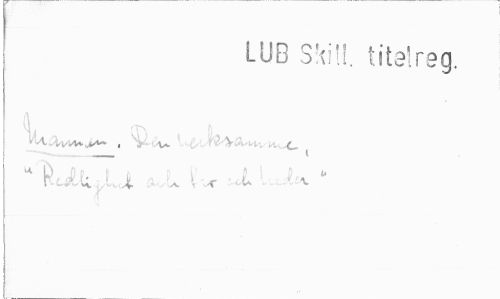 LUB Skill. titelreg.
Mannen. Den verksamme,
"Redlighet och tro och heder"